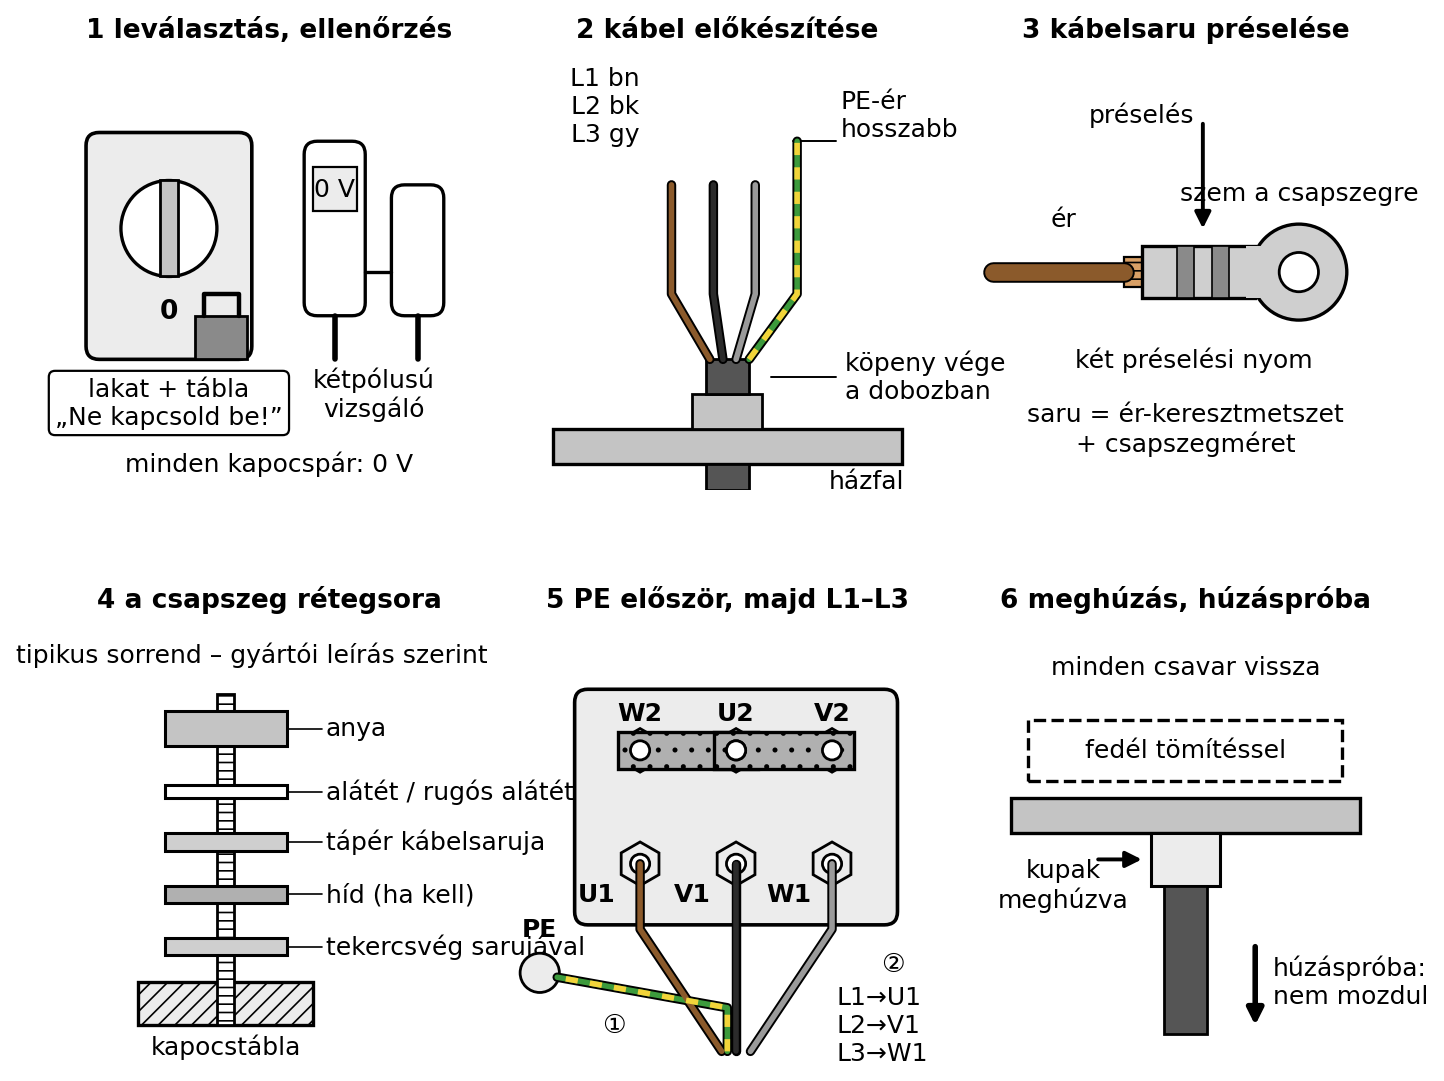 1 leválasztás, ellenőrzés
0 V
0
lakat + tábla
„Ne kapcsold be!”
kétpólusú
vizsgáló
minden kapocspár: 0 V
2 kábel előkészítése
L1 bn
L2 bk
L3 gy
PE-ér
hosszabb
köpeny vége
a dobozban
házfal
3 kábelsaru préselése
préselés
szem a csapszegre
ér
két préselési nyom
saru = ér-keresztmetszet
+ csapszegméret
4 a csapszeg rétegsora
tipikus sorrend – gyártói leírás szerint
anya
alátét / rugós alátét
tápér kábelsaruja
híd (ha kell)
tekercsvég sarujával
kapocstábla
5 PE először, majd L1–L3
W2 U2 V2
U1 V1 W1
PE
①
②
L1→U1
L2→V1
L3→W1
6 meghúzás, húzáspróba
minden csavar vissza
fedél tömítéssel
kupak
meghúzva
húzáspróba:
nem mozdul